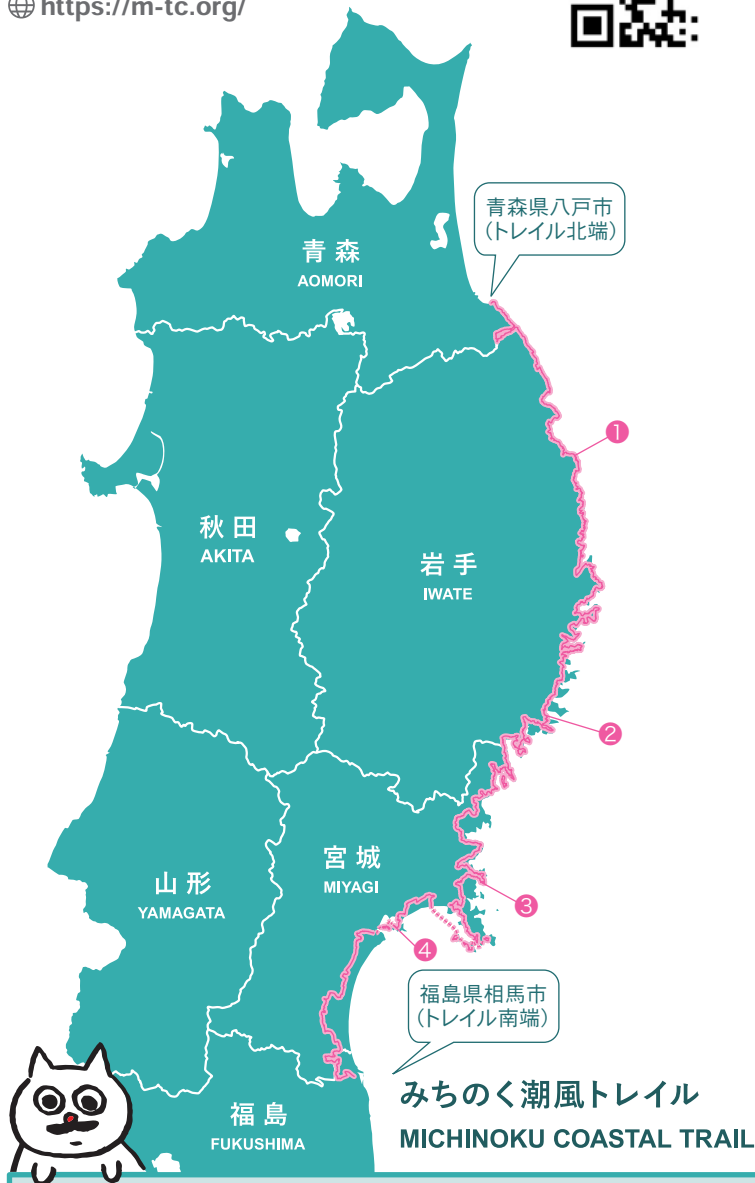 https://m-tc.org/
青森県八戸市
(トレイル北端)
青森
AOMORI
1
秋田
AKITA
岩手
IWATE
2
宮城
MIYAGI
山形
YAMAGATA
3
4
福島県相馬市
(トレイル南端)
みちのく潮風トレイル
MICHINOKU COASTAL TRAIL
福島
FUKUSHIMA